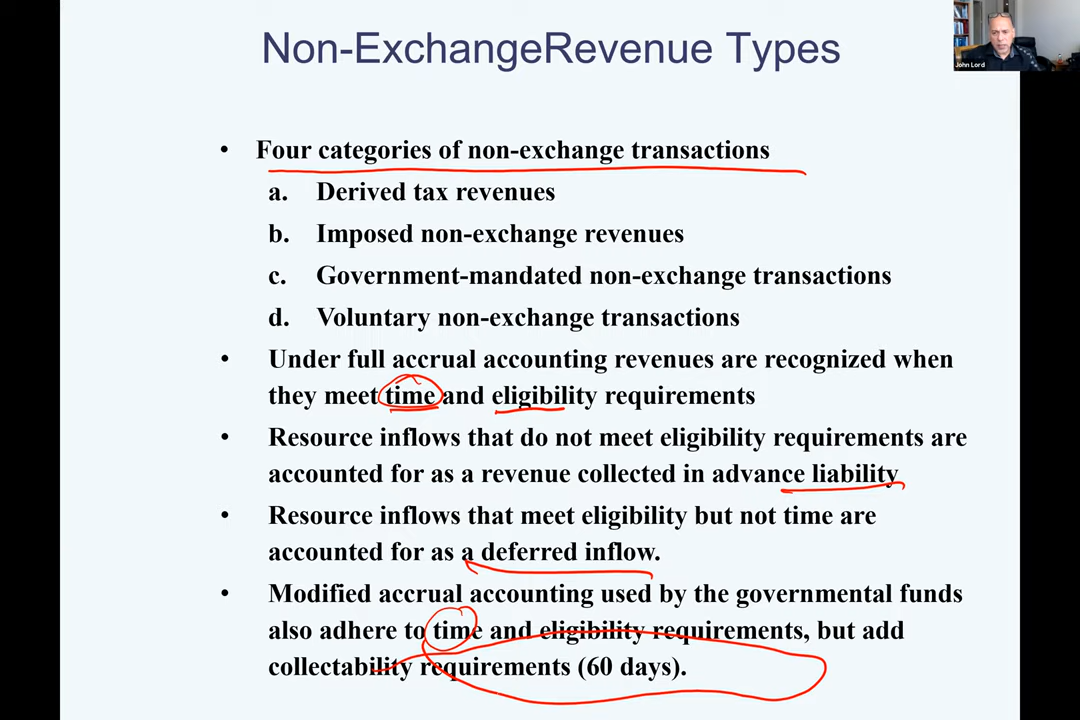 Non-ExchangeRevenue Types
John Lord
• Four categories of non-exchange transactions
a. Derived tax revenues
b. Imposed non-exchange revenues
c. Government-mandated non-exchange transactions
d. Voluntary non-exchange transactions
• Under full accrual accounting revenues are recognized when
they meet time and eligibility requirements
• Resource inflows that do not meet eligibility requirements are
accounted for as a revenue collected in advance liability
• Resource inflows that meet eligibility but not time are
accounted for as a deferred inflow.
• Modified accrual accounting used by the governmental funds
also adhere to time and eligibility requirements, but add
collectability requirements (60 days).